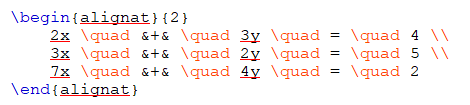 \begin{alignat}{2}
2x \quad &+& \quad 3y \quad = \quad 4 \\
3x \quad &+& \quad 2y \quad = \quad 5 \\
7x \quad &+& \quad 4y \quad = \quad 2
\end{alignat}